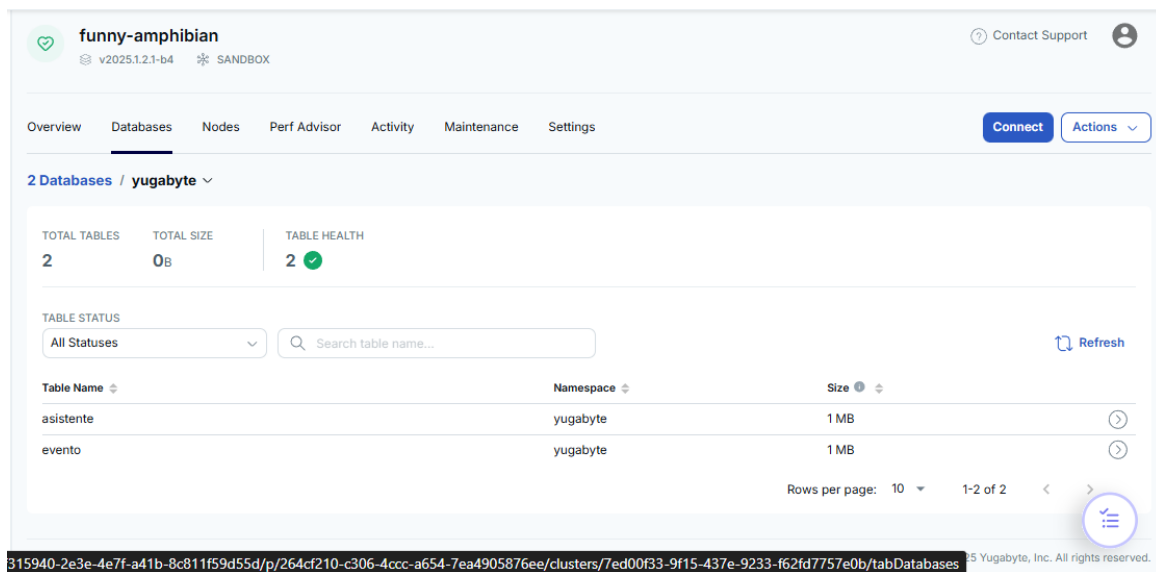 funny-amphibian
v2025.1.2.1-b4 SANDBOX
Contact Support
Overview Databases Nodes Perf Advisor Activity Maintenance Settings
Connect Actions
2 Databases / yugabyte
TOTAL TABLES TOTAL SIZE TABLE HEALTH
2 0B 2
TABLE STATUS
All Statuses Search table name...
Refresh
Table Name Namespace Size
asistente yugabyte 1 MB
evento yugabyte 1 MB
Rows per page: 10 1-2 of 2
315940-2e3e-4e7f-a41b-8c811f59d55d/p/264cf210-c306-4ccc-a654-7ea4905876ee/clusters/7ed00f33-9f15-437e-9233-f62fd7757e0b/tabDatabases 25 Yugabyte, Inc. All rights reserved.